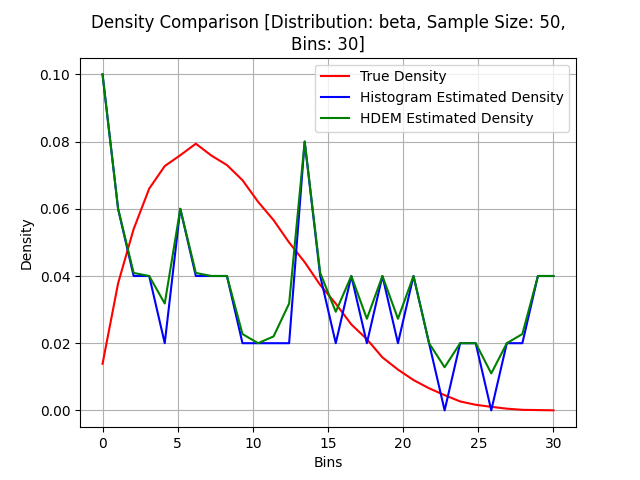 Density Comparison [Distribution: beta, Sample Size: 50,
Bins: 30]
True Density
Histogram Estimated Density
HDEM Estimated Density
Density
0.10
0.08
0.06
0.04
0.02
0.00
0 5 10 15 20 25 30
Bins